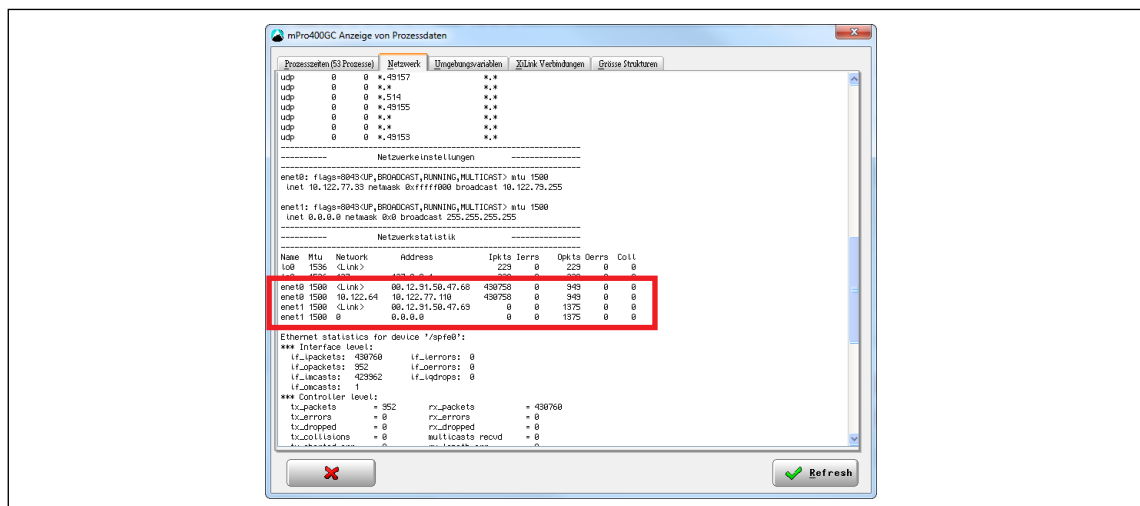 mPro400GC Anzeige von Prozessdaten
Prozesszeiten (53 Prozesse) Netzwerk Umgebungsvariablen XiLink Verbindungen Grösse Strukturen
udp 0 0 *.49157 *.*
udp 0 0 *.* *.*
udp 0 0 *.514 *.*
udp 0 0 *.49155 *.*
udp 0 0 *.* *.*
udp 0 0 *.* *.*
udp 0 0 *.49153 *.*
---------- Netzwerkeinstellungen ----------
enet0: flags=8043<UP,BROADCAST,RUNNING,MULTICAST> mtu 1500
inet 10.122.77.33 netmask 0xfffff000 broadcast 10.122.79.255
enet1: flags=8043<UP,BROADCAST,RUNNING,MULTICAST> mtu 1500
inet 0.0.0.0 netmask 0x0 broadcast 255.255.255.255
---------- Netzwerkstatistik ----------
Name Mtu Network Address Ipkts Ierrs Opkts Oerrs Coll
lo0 1536 <Link> 229 0 229 0 0
enet0 1500 <Link> 00.12.91.50.47.68 430758 0 949 0 0
enet0 1500 10.122.64 10.122.77.110 430758 0 949 0 0
enet1 1500 <Link> 00.12.91.50.47.69 0 0 1375 0 0
enet1 1500 0 0.0.0.0 0 0 1375 0 0
Ethernet statistics for device '/spfe0':
*** Interface level:
if_ipackets: 430760 if_ierrors: 0
if_opackets: 952 if_oerrors: 0
if_imcasts: 429962 if_iqdrops: 0
if_omcasts: 1
*** Controller level:
tx_packets = 952 rx_packets = 430760
tx_errors = 0 rx_errors = 0
tx_dropped = 0 rx_dropped = 0
tx_collisions = 0 multicasts recvd = 0
Refresh